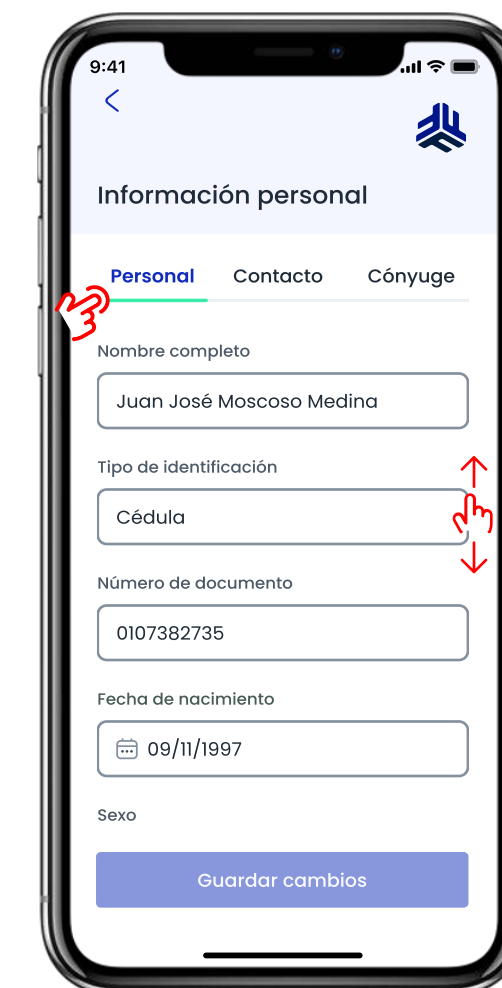 9:41
Información personal
Personal Contacto Cónyuge
Nombre completo
Juan José Moscoso Medina
Tipo de identificación
Cédula
Número de documento
0107382735
Fecha de nacimiento
09/11/1997
Sexo
Guardar cambios